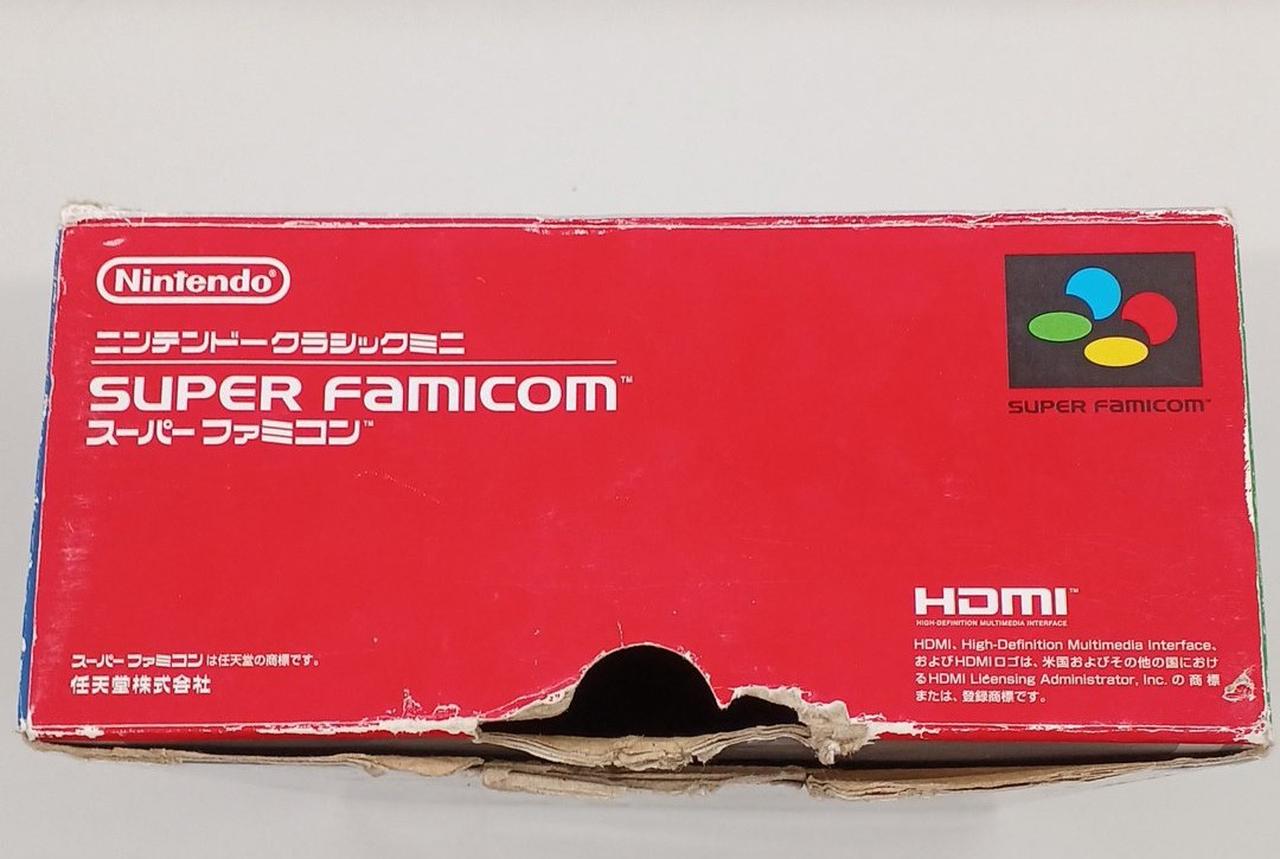 Nintendo®
ニンテンドークラシックミニ
SUPER FAMICOM™
スーパーファミコン™
SUPER FAMICOM™
スーパーファミコンは任天堂の商標です。
任天堂株式会社
HDMI™
HIGH-DEFINITION MULTIMEDIA INTERFACE
HDMI、High-Definition Multimedia Interface、
およびHDMIロゴは、米国およびその他の国におけ
るHDMI Licensing Administrator, Inc. の商標
または、登録商標です。